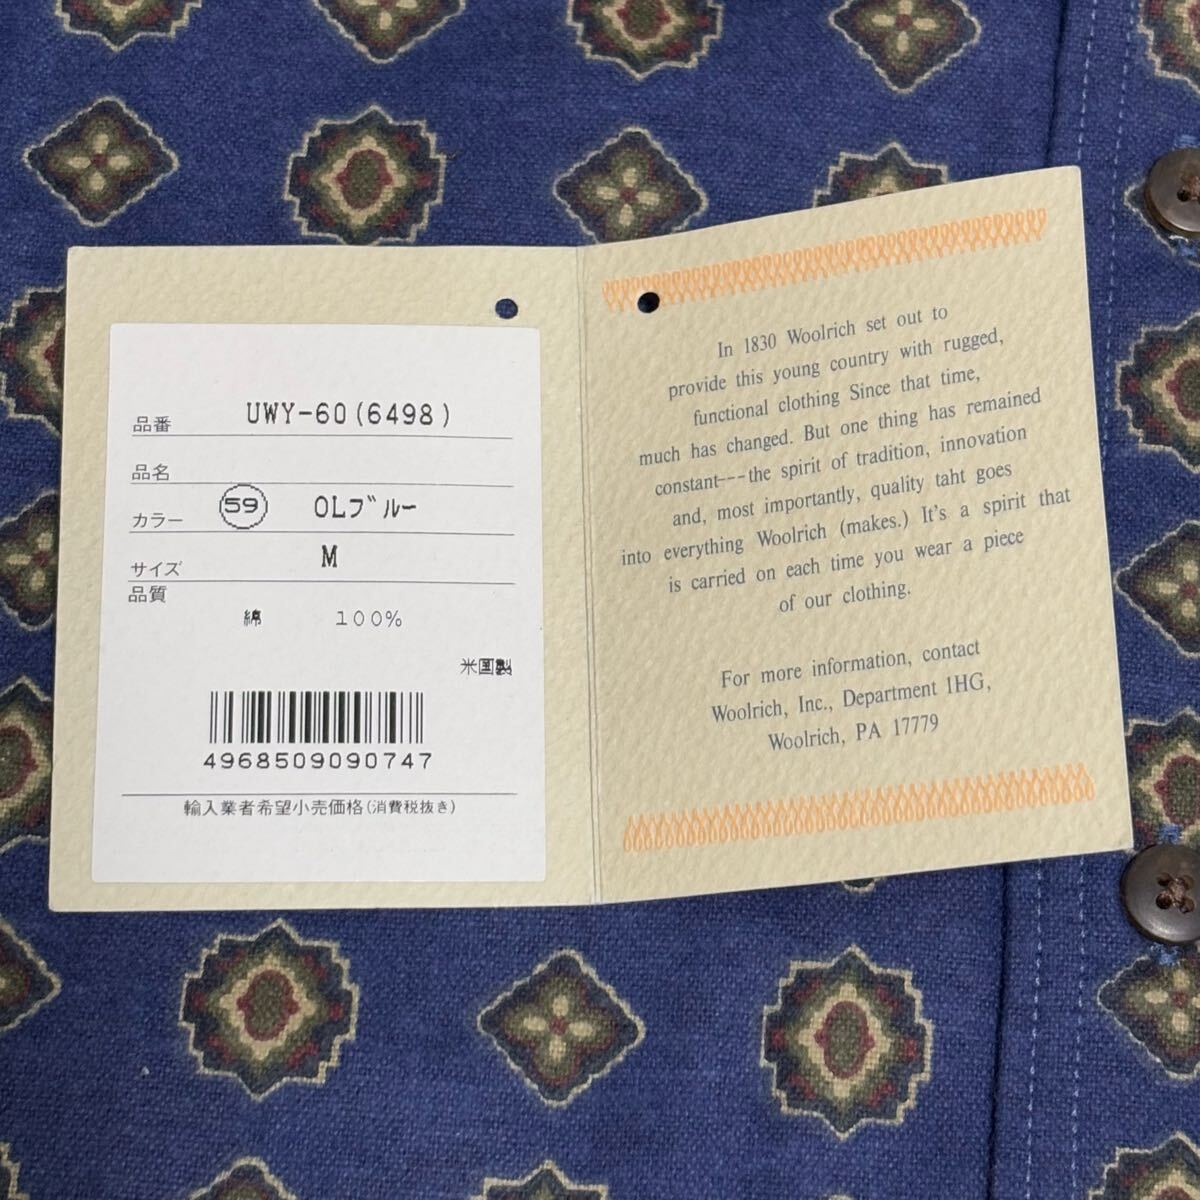 品番 UWY-60(6498)
品名
カラー 59 OLブルー
サイズ M
品質
綿 100%
米国製
4968509090747
輸入業者希望小売価格(消費税抜き)
In 1830 Woolrich set out to
provide this young country with rugged,
functional clothing Since that time,
much has changed. But one thing has remained
constant---the spirit of tradition, innovation
and, most importantly, quality taht goes
into everything Woolrich (makes.) It's a spirit that
is carried on each time you wear a piece
of our clothing.
For more information, contact
Woolrich, Inc., Department 1HG,
Woolrich, PA 17779